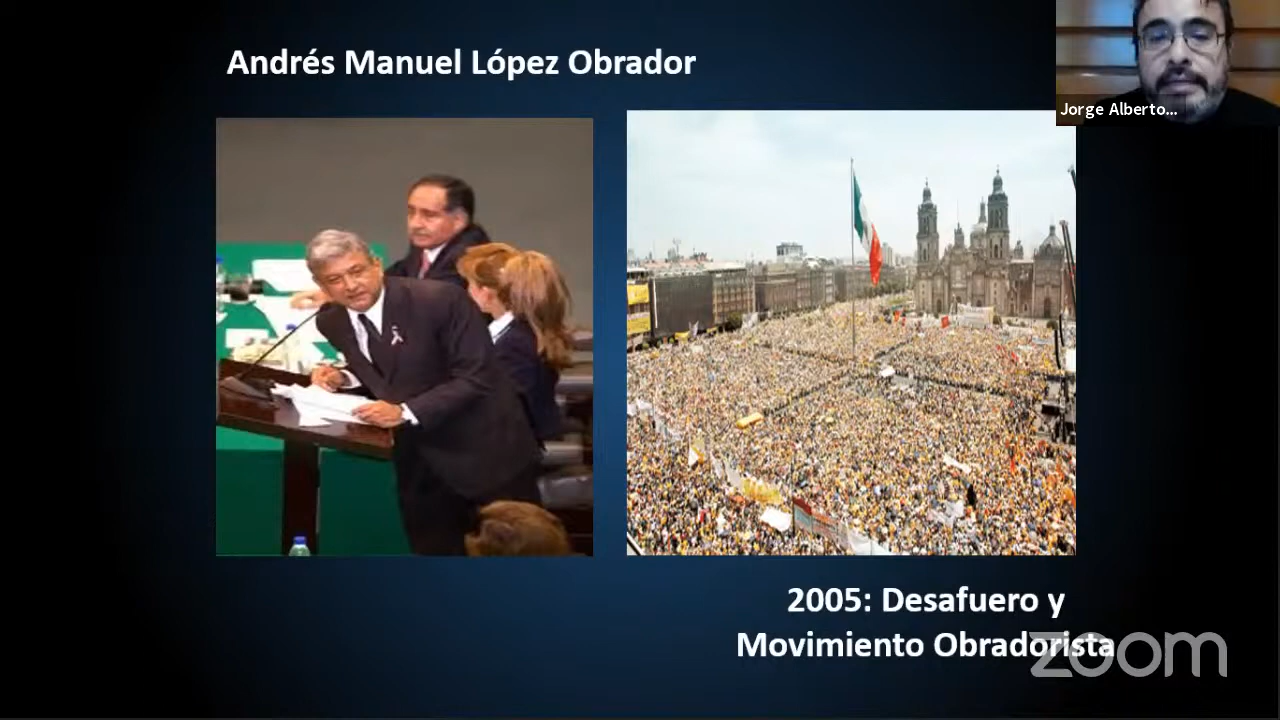 Andrés Manuel López Obrador
Jorge Alberto...
2005: Desafuero y
Movimiento Obradorista
zoom